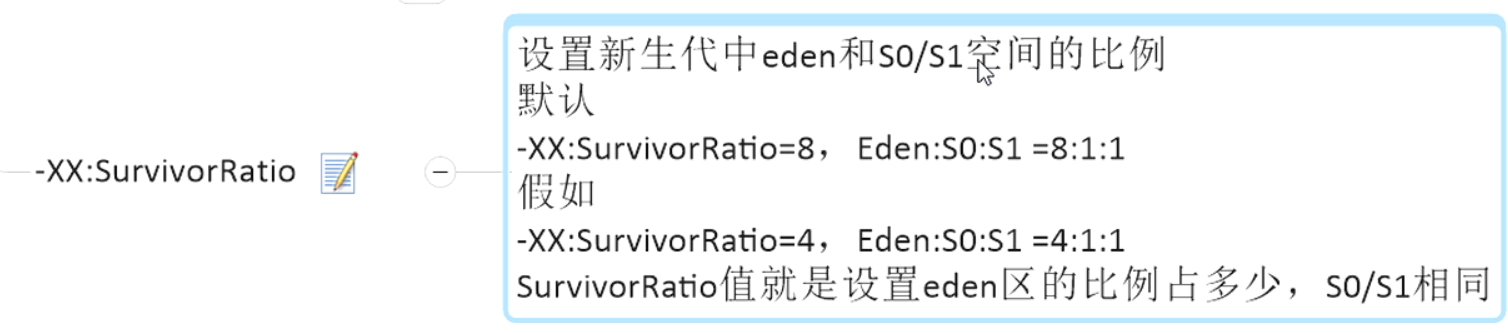 -XX:SurvivorRatio
设置新生代中eden和S0/S1空间的比例
默认
-XX:SurvivorRatio=8， Eden:S0:S1 =8:1:1
假如
-XX:SurvivorRatio=4， Eden:S0:S1 =4:1:1
SurvivorRatio值就是设置eden区的比例占多少，S0/S1相同